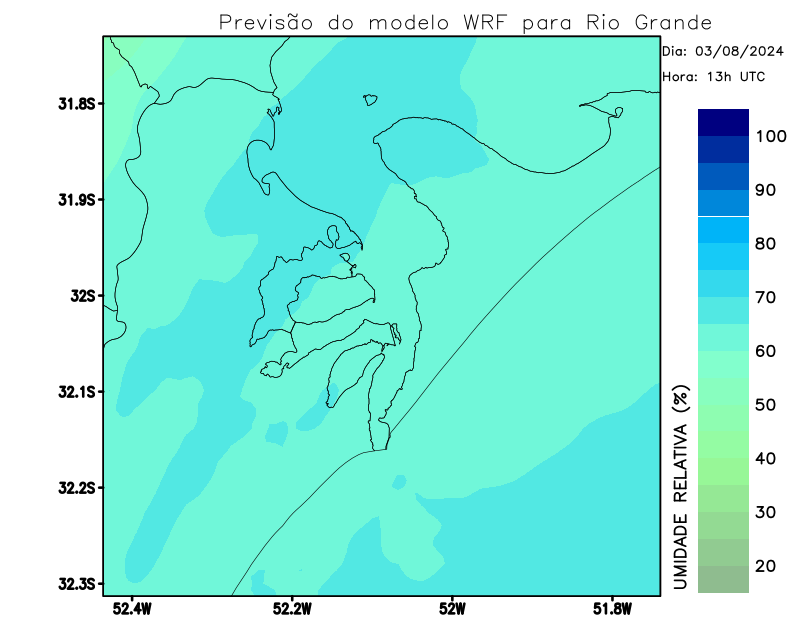 Previsão do modelo WRF para Rio Grande
Dia: 03/08/2024
Hora: 13h UTC
31.8S
31.9S
32S
32.1S
32.2S
32.3S
52.4W
52.2W
52W
51.8W
100
90
80
70
60
50
40
30
20
UMIDADE RELATIVA (%)